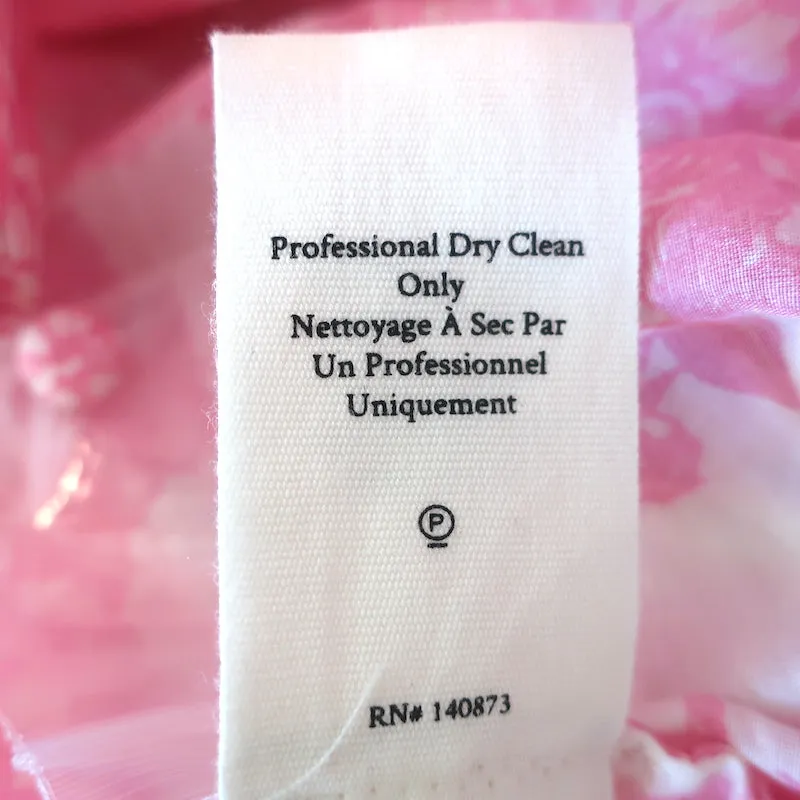 Professional Dry Clean
Only
Nettoyage À Sec Par
Un Professionnel
Uniquement
P
RN# 140873